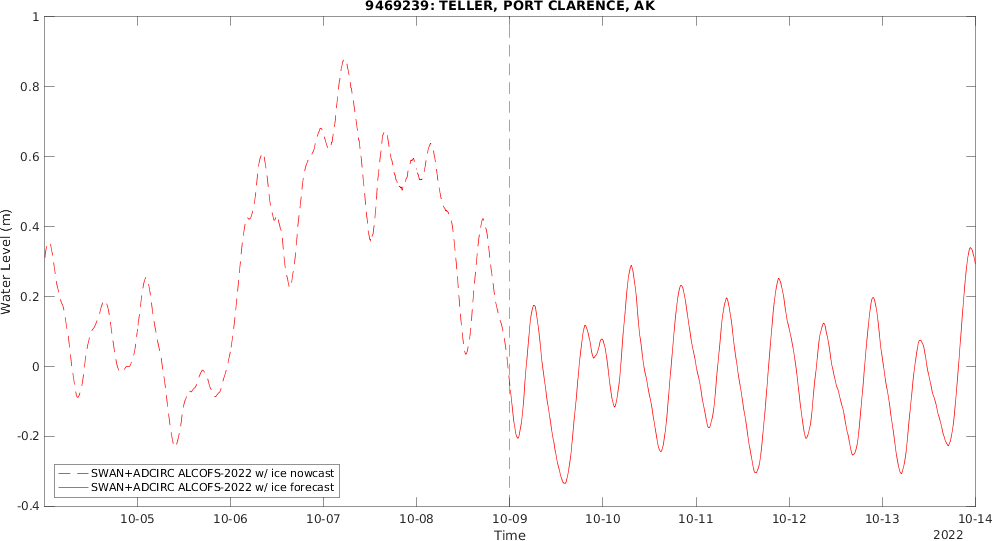 9469239: TELLER, PORT CLARENCE, AK
1
0.8
0.6
0.4
0.2
0
-0.2
-0.4
Water Level (m)
SWAN+ADCIRC ALCOFS-2022 w/ ice nowcast
SWAN+ADCIRC ALCOFS-2022 w/ ice forecast
10-05 10-06 10-07 10-08 10-09 10-10 10-11 10-12 10-13 10-14
Time
2022